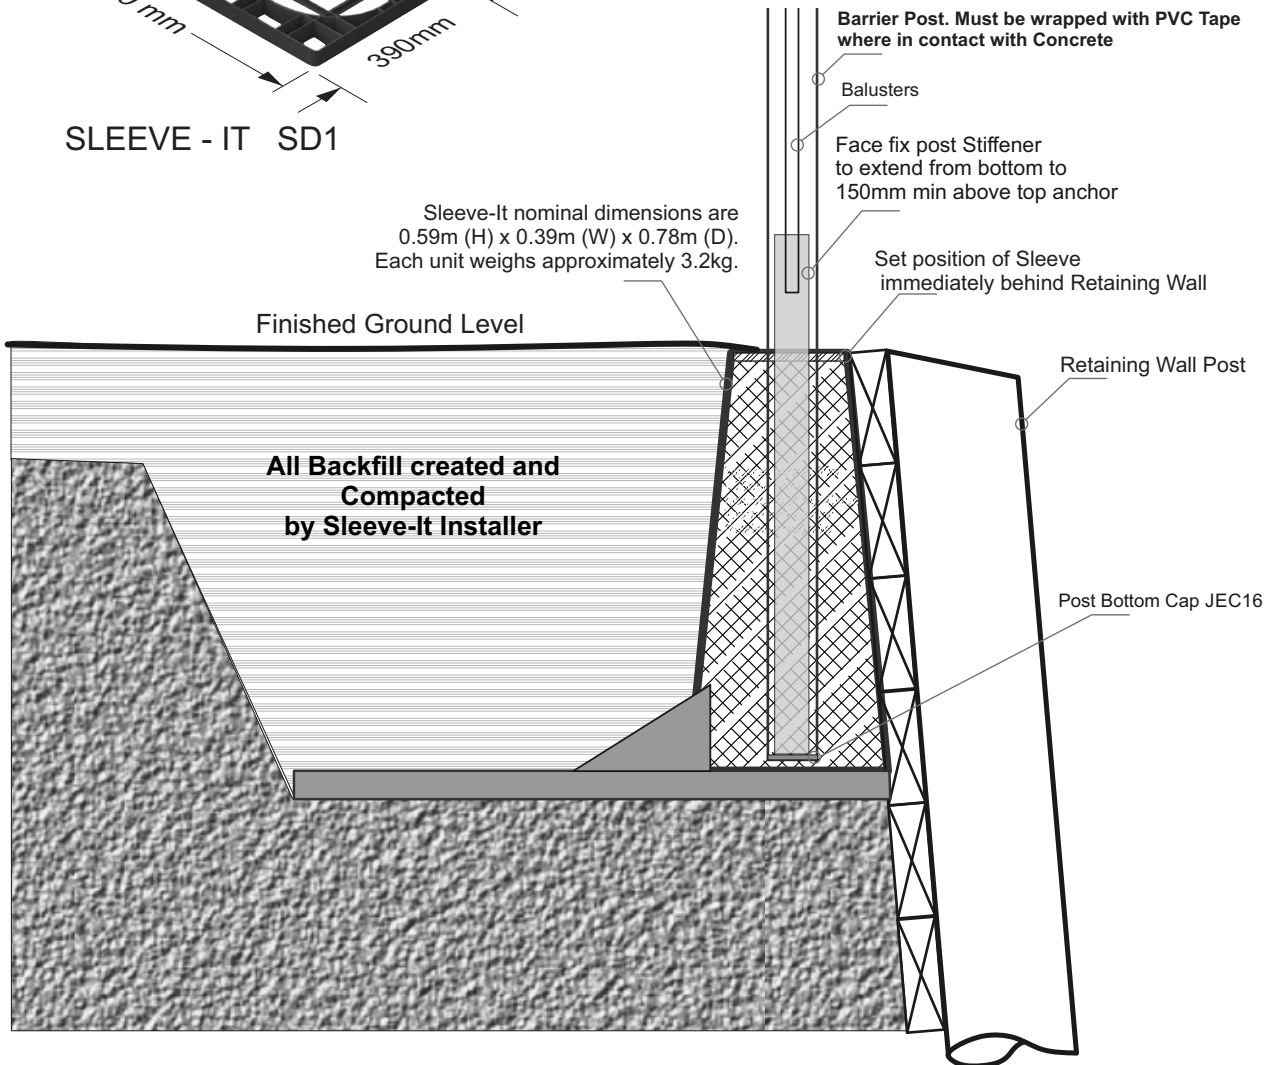 390mm
SLEEVE - IT SD1
Barrier Post. Must be wrapped with PVC Tape
where in contact with Concrete
Balusters
Face fix post Stiffener
to extend from bottom to
150mm min above top anchor
Sleeve-It nominal dimensions are
0.59m (H) x 0.39m (W) x 0.78m (D).
Each unit weighs approximately 3.2kg.
Set position of Sleeve
immediately behind Retaining Wall
Finished Ground Level
Retaining Wall Post
All Backfill created and
Compacted
by Sleeve-It Installer
Post Bottom Cap JEC16